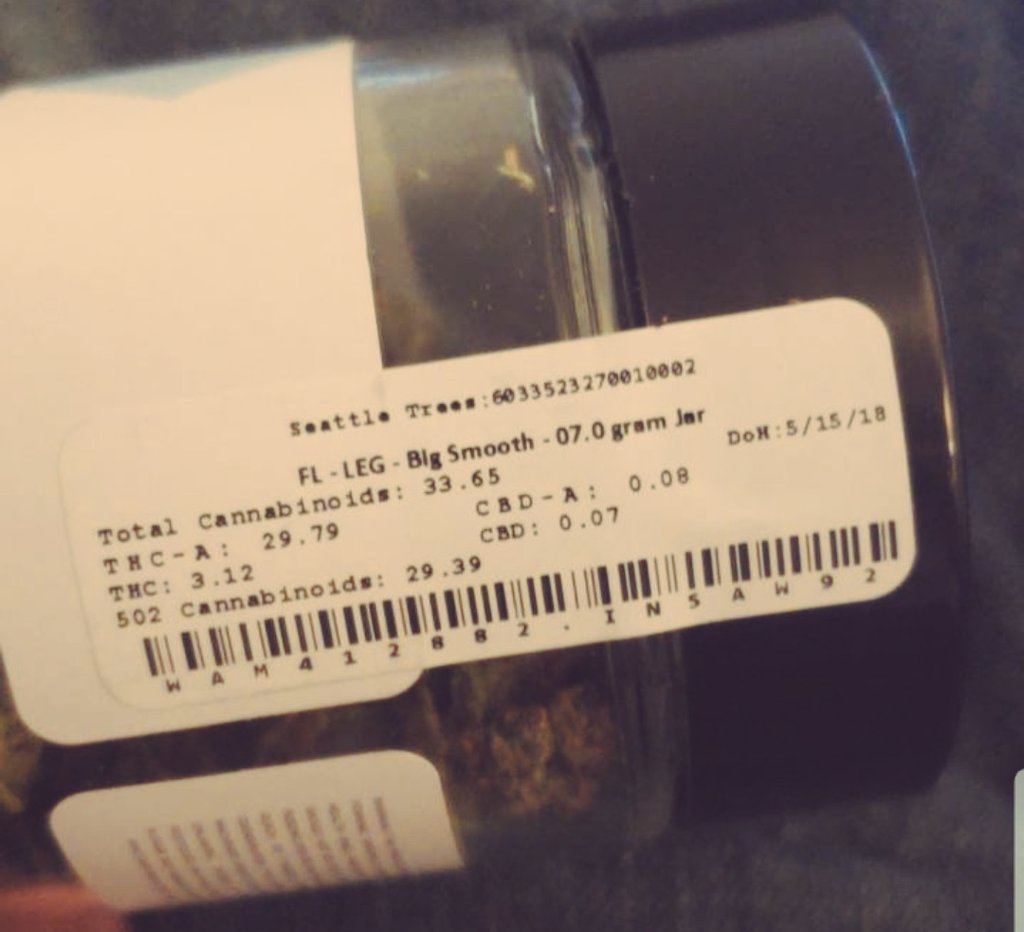 Seattle Trees:6033523270010002
FL - LEG - Big Smooth - 07.0 gram Jar
DoH:5/15/18
Total Cannabinoids: 33.65
THC-A: 29.79
CBD-A: 0.08
THC: 3.12
CBD: 0.07
502 Cannabinoids: 29.39
WAM412882.IN5AW92